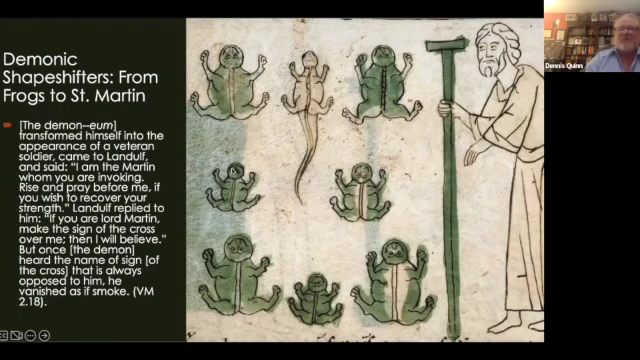 Demonic
Shapeshifters: From
Frogs to St. Martin
[The demon--eum]
transformed himself into the
appearance of a veteran
soldier, came to Landulf,
and said: "I am the Martin
whom you are invoking.
Rise and pray before me, if
you wish to recover your
strength." Landulf replied to
him: "If you are lord Martin,
make the sign of the cross
over me; then I will believe."
But once [the demon]
heard the name of sign [of
the cross] that is always
opposed to him, he
vanished as if smoke. (VM
2.18).
Dennis Quinn